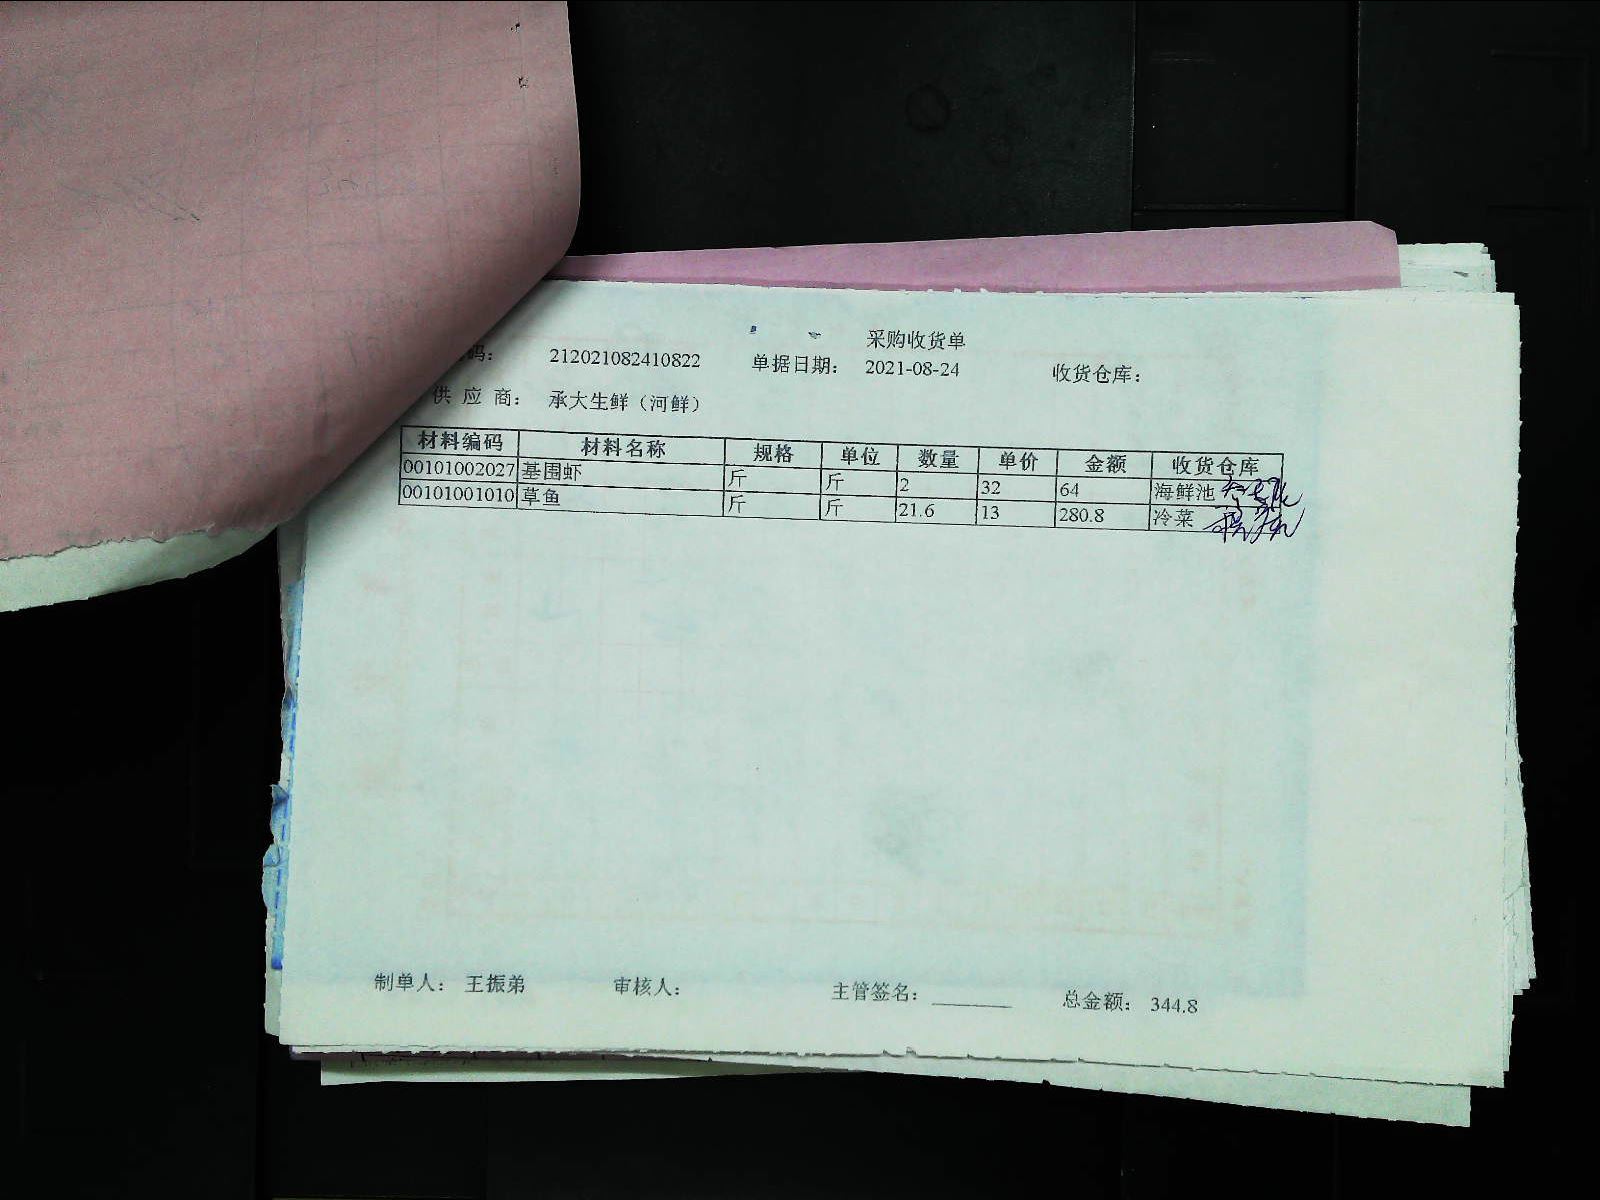 采购收货单
码： 212021082410822 单据日期： 2021-08-24 收货仓库：
供应商： 承大生鲜（河鲜）
材料编码 材料名称 规格 单位 数量 单价 金额 收货仓库
00101002027 基围虾 斤 斤 2 32 64 海鲜池
00101001010 草鱼 斤 斤 21.6 13 280.8 冷菜
制单人： 王振弟 审核人： 主管签名： 总金额： 344.8